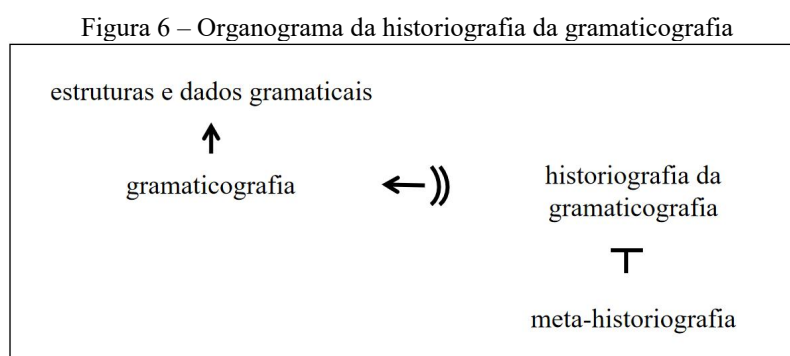 Figura 6 – Organograma da historiografia da gramaticografia
estruturas e dados gramaticais
gramaticografia
historiografia da
gramaticografia
meta-historiografia